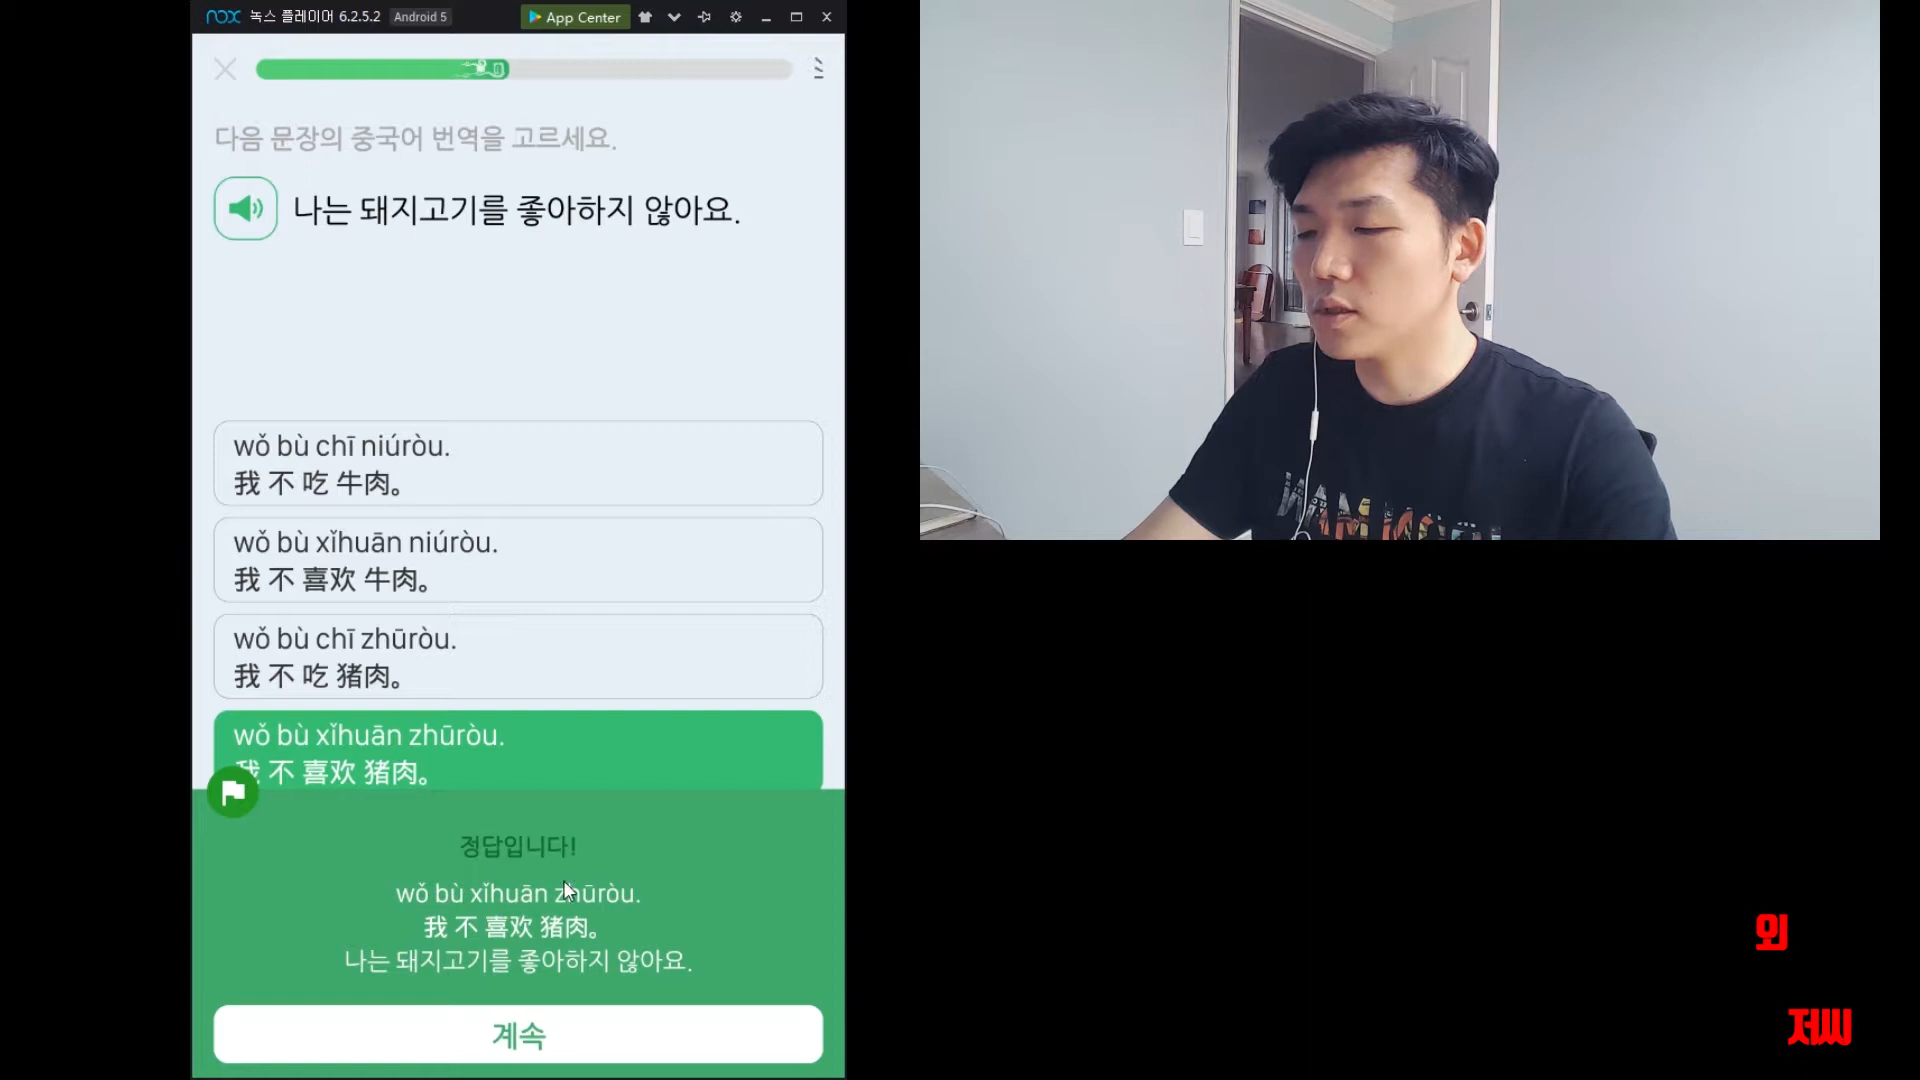 nox 녹스 플레이어 6.2.5.2 Android 5 App Center
다음 문장의 중국어 번역을 고르세요.
나는 돼지고기를 좋아하지 않아요.
wǒ bù chī niúròu.
我 不 吃 牛肉。
wǒ bù xǐhuān niúròu.
我 不 喜欢 牛肉。
wǒ bù chī zhūròu.
我 不 吃 猪肉。
wǒ bù xǐhuān zhūròu.
我 不 喜欢 猪肉。
정답입니다!
wǒ bù xǐhuān zhūròu.
我 不 喜欢 猪肉。
나는 돼지고기를 좋아하지 않아요.
계속
외
저씨